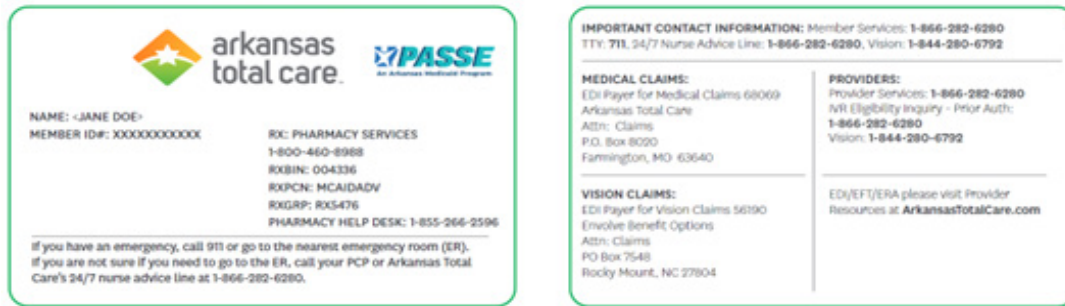 arkansas
total care.
PASSE
An Arkansas Medicaid Program
NAME: <JANE DOE>
MEMBER ID#: XXXXXXXXXXXX
RX: PHARMACY SERVICES
1-800-460-8988
RXBIN: 004336
RXPCN: MCAIDADV
RXGRP: RX5476
PHARMACY HELP DESK: 1-855-266-2596
If you have an emergency, call 911 or go to the nearest emergency room (ER).
If you are not sure if you need to go to the ER, call your PCP or Arkansas Total
Care's 24/7 nurse advice line at 1-866-282-6280.
IMPORTANT CONTACT INFORMATION: Member Services: 1-866-282-6280
TTY: 711, 24/7 Nurse Advice Line: 1-866-282-6280, Vision: 1-844-280-6792
MEDICAL CLAIMS:
EDI Payer for Medical Claims 68069
Arkansas Total Care
Attn: Claims
P.O. Box 8020
Farmington, MO 63640
PROVIDERS:
Provider Services: 1-866-282-6280
IVR Eligibility Inquiry - Prior Auth:
1-866-282-6280
Vision: 1-844-280-6792
VISION CLAIMS:
EDI Payer for Vision Claims 56190
Envolve Benefit Options
Attn: Claims
PO Box 7548
Rocky Mount, NC 27804
EDI/EFT/ERA please visit Provider
Resources at ArkansasTotalCare.com